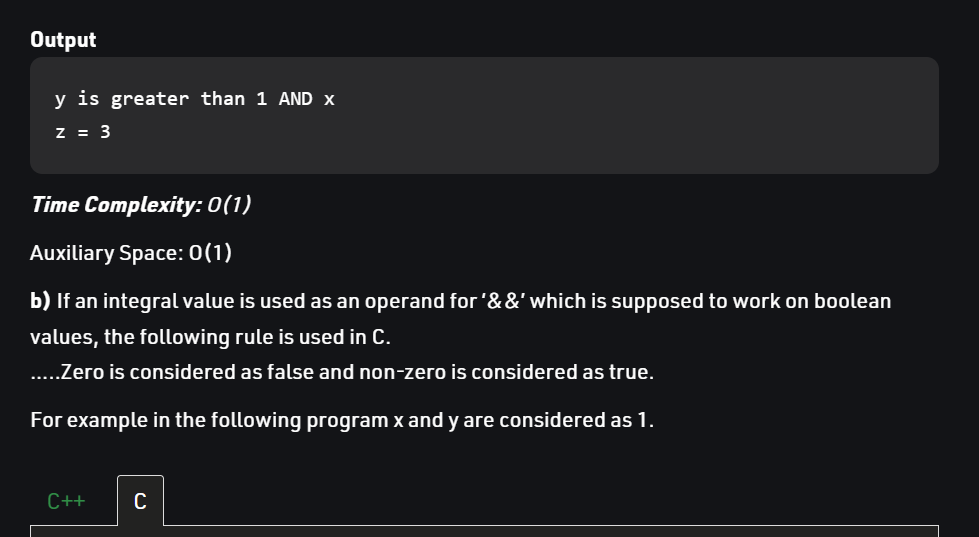 Output
y is greater than 1 AND x
z = 3
Time Complexity: O(1)
Auxiliary Space: O(1)
b) If an integral value is used as an operand for '&&' which is supposed to work on boolean
values, the following rule is used in C.
.....Zero is considered as false and non-zero is considered as true.
For example in the following program x and y are considered as 1.
C++ C